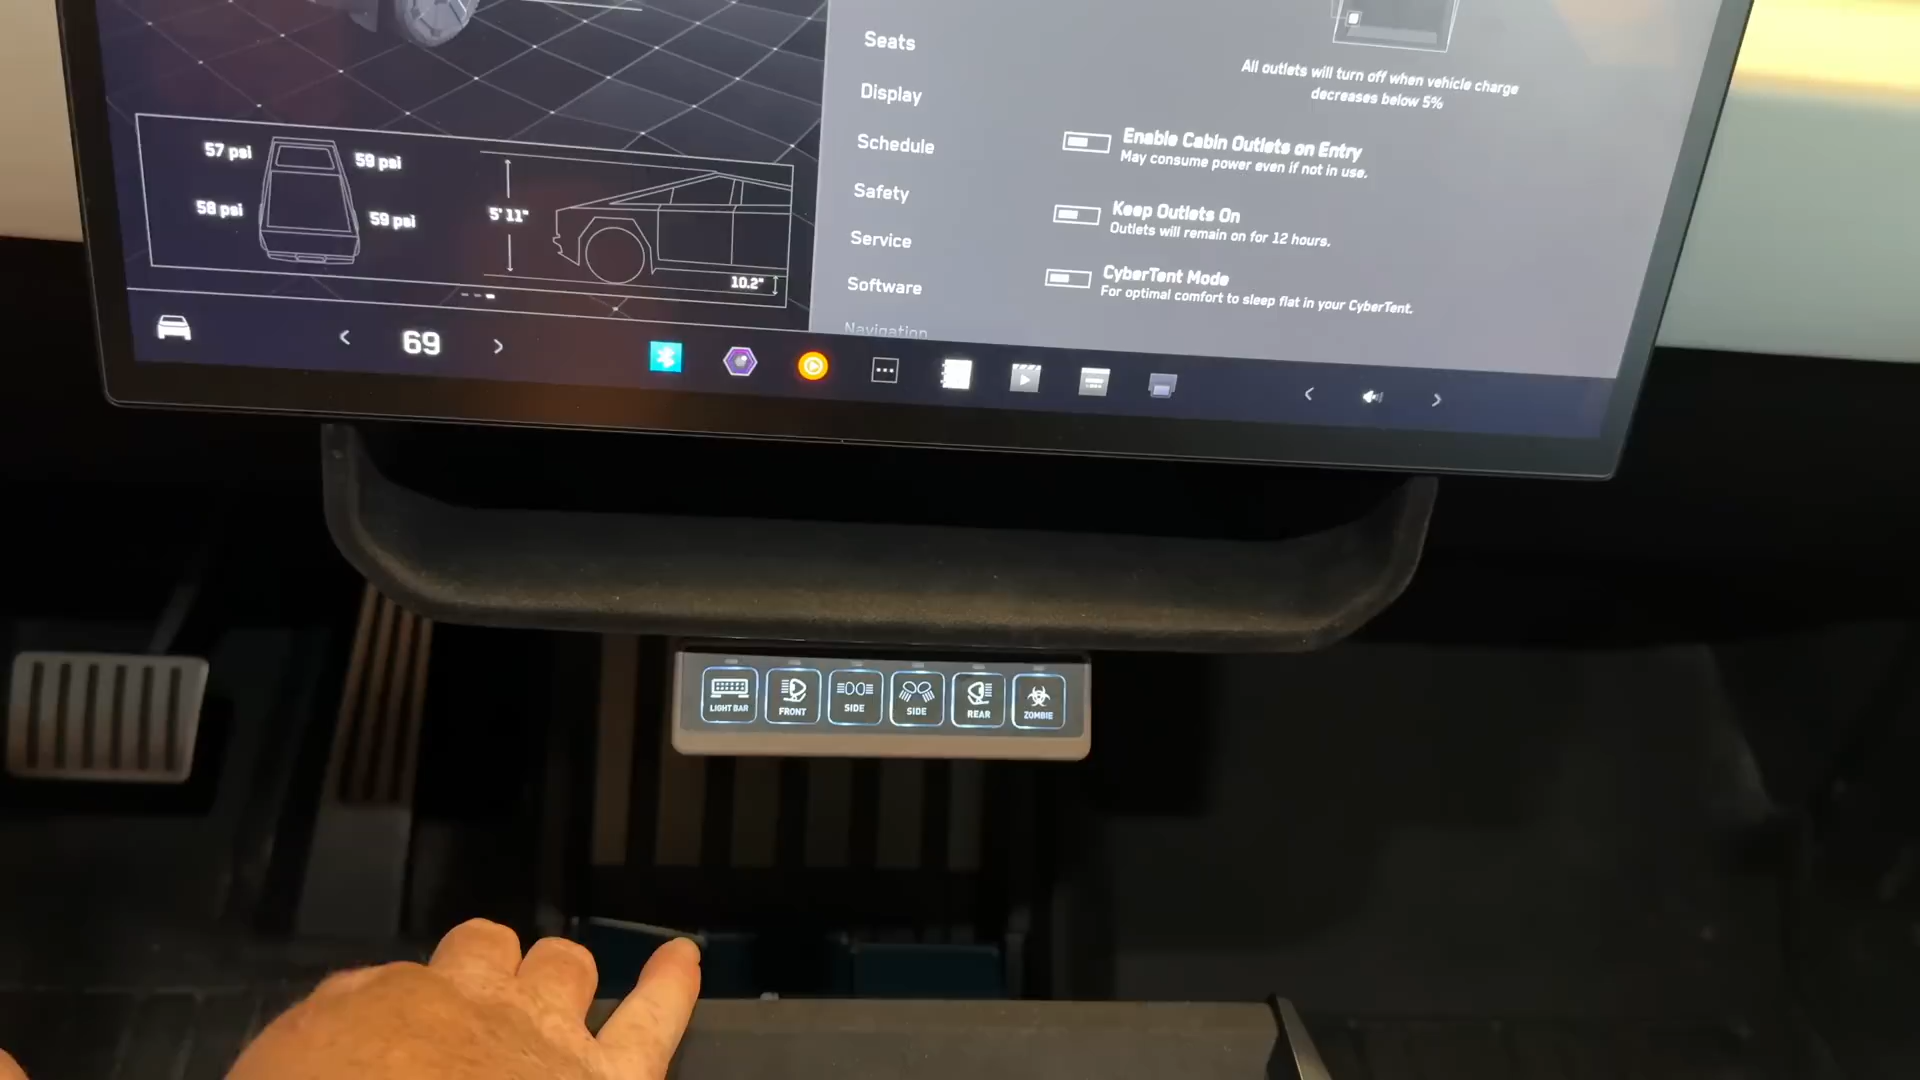 Seats
Display
Schedule
Safety
Service
Software
Navigation
All outlets will turn off when vehicle charge
decreases below 5%
Enable Cabin Outlets on Entry
May consume power even if not in use.
Keep Outlets On
Outlets will remain on for 12 hours.
CyberTent Mode
For optimal comfort to sleep flat in your CyberTent.
57 psi
59 psi
58 psi
59 psi
5' 11"
10.2"
69
LIGHT BAR
FRONT
SIDE
SIDE
REAR
ZOMBIE